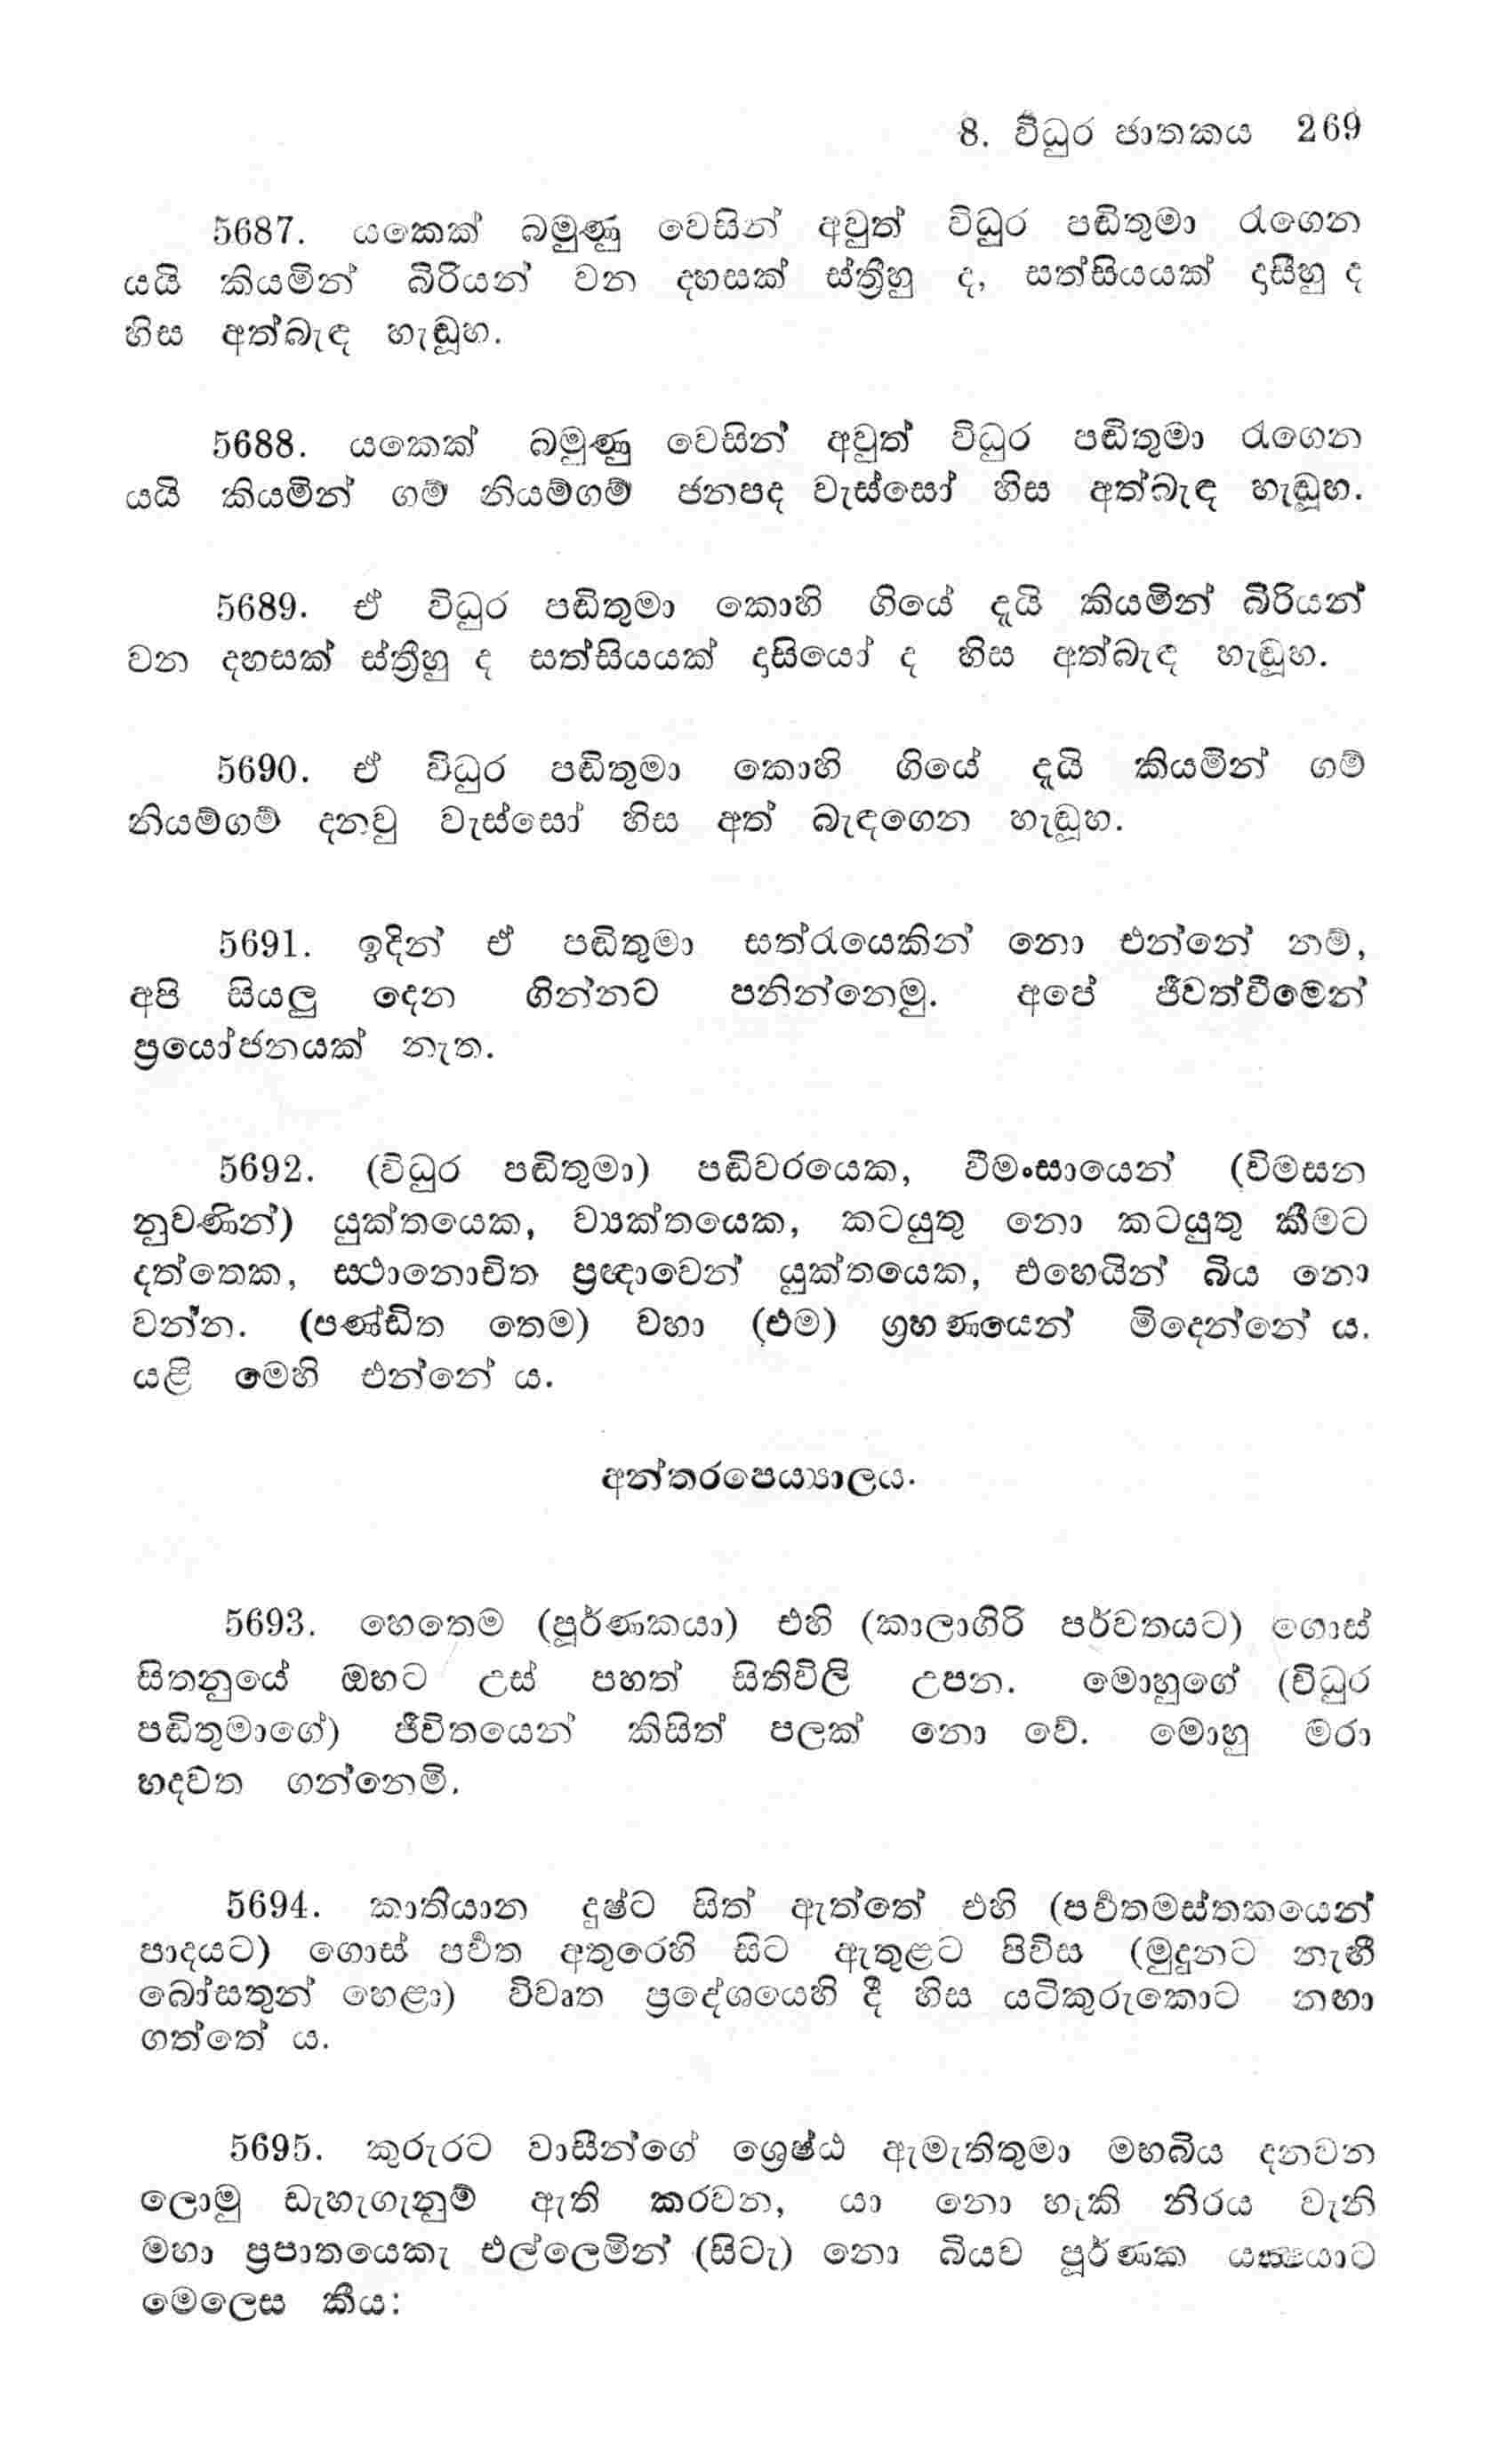 8. විධුර ජාතකය 269
5687. යකෙක් බමුණු වෙසින් අවුත් විධුර පඬිතුමා රැගෙන
යයි කියමින් බිරියන් වන දහසක් ස්ත්‍රීහු ද, සත්සියයක් දාසීහු ද
හිස අත්බැඳ හැඬූහ.
5688. යකෙක් බමුණු වෙසින් අවුත් විධුර පඬිතුමා රැගෙන
යයි කියමින් ගම් නියම්ගම් ජනපද වැස්සෝ හිස අත්බැඳ හැඬූහ.
5689. ඒ විධුර පඬිතුමා කොහි ගියේ දැයි කියමින් බිරියන්
වන දහසක් ස්ත්‍රීහු ද සත්සියයක් දාසියෝ ද හිස අත්බැඳ හැඬූහ.
5690. ඒ විධුර පඬිතුමා කොහි ගියේ දැයි කියමින් ගම්
නියම්ගම් දනවු වැස්සෝ හිස අත් බැඳගෙන හැඬූහ.
5691. ඉදින් ඒ පඬිතුමා සත්රැයෙකින් නො එන්නේ නම්,
අපි සියලු දෙන ගින්නට පනින්නෙමු. අපේ ජීවත්වීමෙන්
ප්‍රයෝජනයක් නැත.
5692. (විධුර පඬිතුමා) පඬිවරයෙක, වීමංසායෙන් (විමසන
නුවණින්) යුක්තයෙක, ව්‍යක්තයෙක, කටයුතු නො කටයුතු කීමට
දත්තෙක, ස්ථානොචිත ප්‍රඥාවෙන් යුක්තයෙක, එහෙයින් බිය නො
වන්න. (පණ්ඩිත තෙම) වහා (එම) ග්‍රහණයෙන් මිදෙන්නේ ය.
යළි මෙහි එන්නේ ය.
අන්තරපෙය්‍යාලය.
5693. හෙතෙම (පූර්ණකයා) එහි (කාලාගිරි පර්වතයට) ගොස්
සිතනුයේ ඔහට උස් පහත් සිතිවිලි උපන. මොහුගේ (විධුර
පඬිතුමාගේ) ජීවිතයෙන් කිසිත් පලක් නො වේ. මොහු මරා
හදවත ගන්නෙමි.
5694. කාතියාන දුෂ්ට සිත් ඇත්තේ එහි (පර්‍වතමස්තකයෙන්
පාදයට) ගොස් පර්‍වත අතුරෙහි සිට ඇතුළට පිවිස (මුදුනට නැඟී
බෝසතුන් හෙළා) විවෘත ප්‍රදේශයෙහි දී හිස යටිකුරුකොට නඟා
ගත්තේ ය.
5695. කුරුරට වාසීන්ගේ ශ්‍රෙෂ්ඨ ඇමැතිතුමා මහබිය දනවන
ලොමු ඩැහැගැනුම් ඇති කරවන, යා නො හැකි නිරය වැනි
මහා ප්‍රපාතයෙකැ එල්ලෙමින් (සිටැ) නො බියව පූර්ණක යක්‍ෂයාට
මෙලෙස කීය: